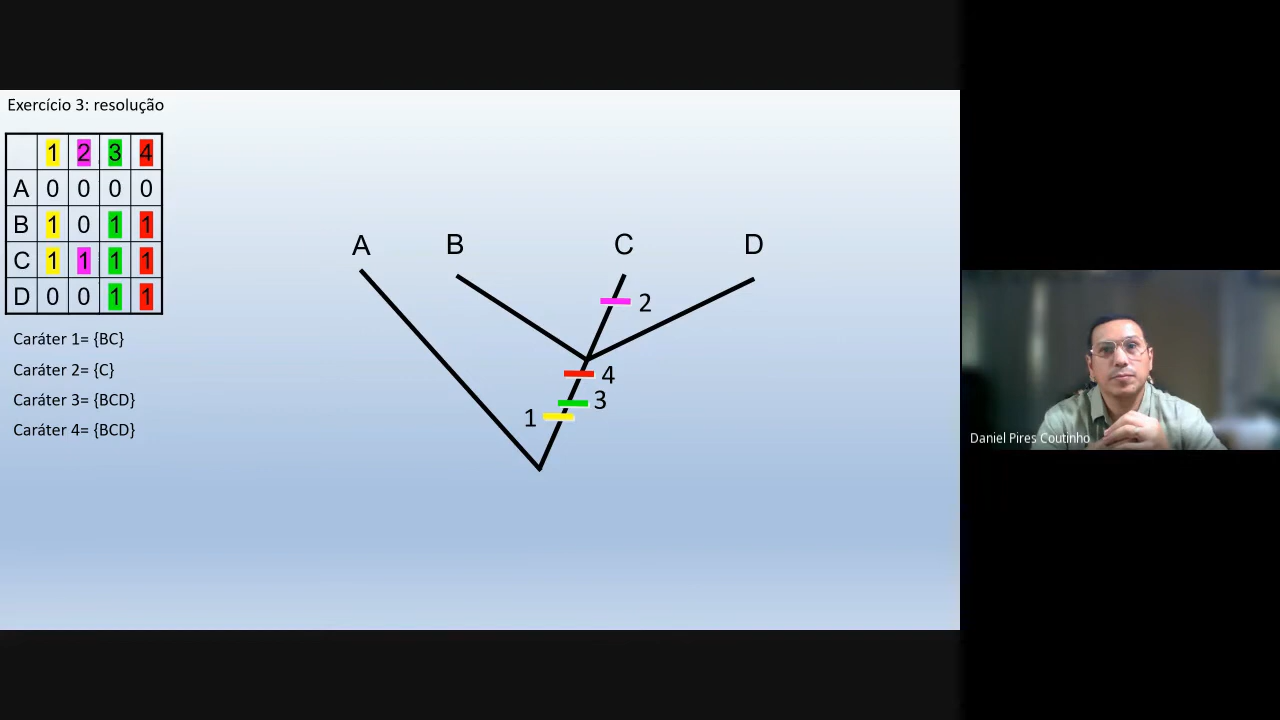 Exercício 3: resolução
1 2 3 4
A 0 0 0 0
B 1 0 1 1
C 1 1 1 1
D 0 0 1 1
Caráter 1= {BC}
Caráter 2= {C}
Caráter 3= {BCD}
Caráter 4= {BCD}
A B C D
2
4
3
1
Daniel Pires Coutinho